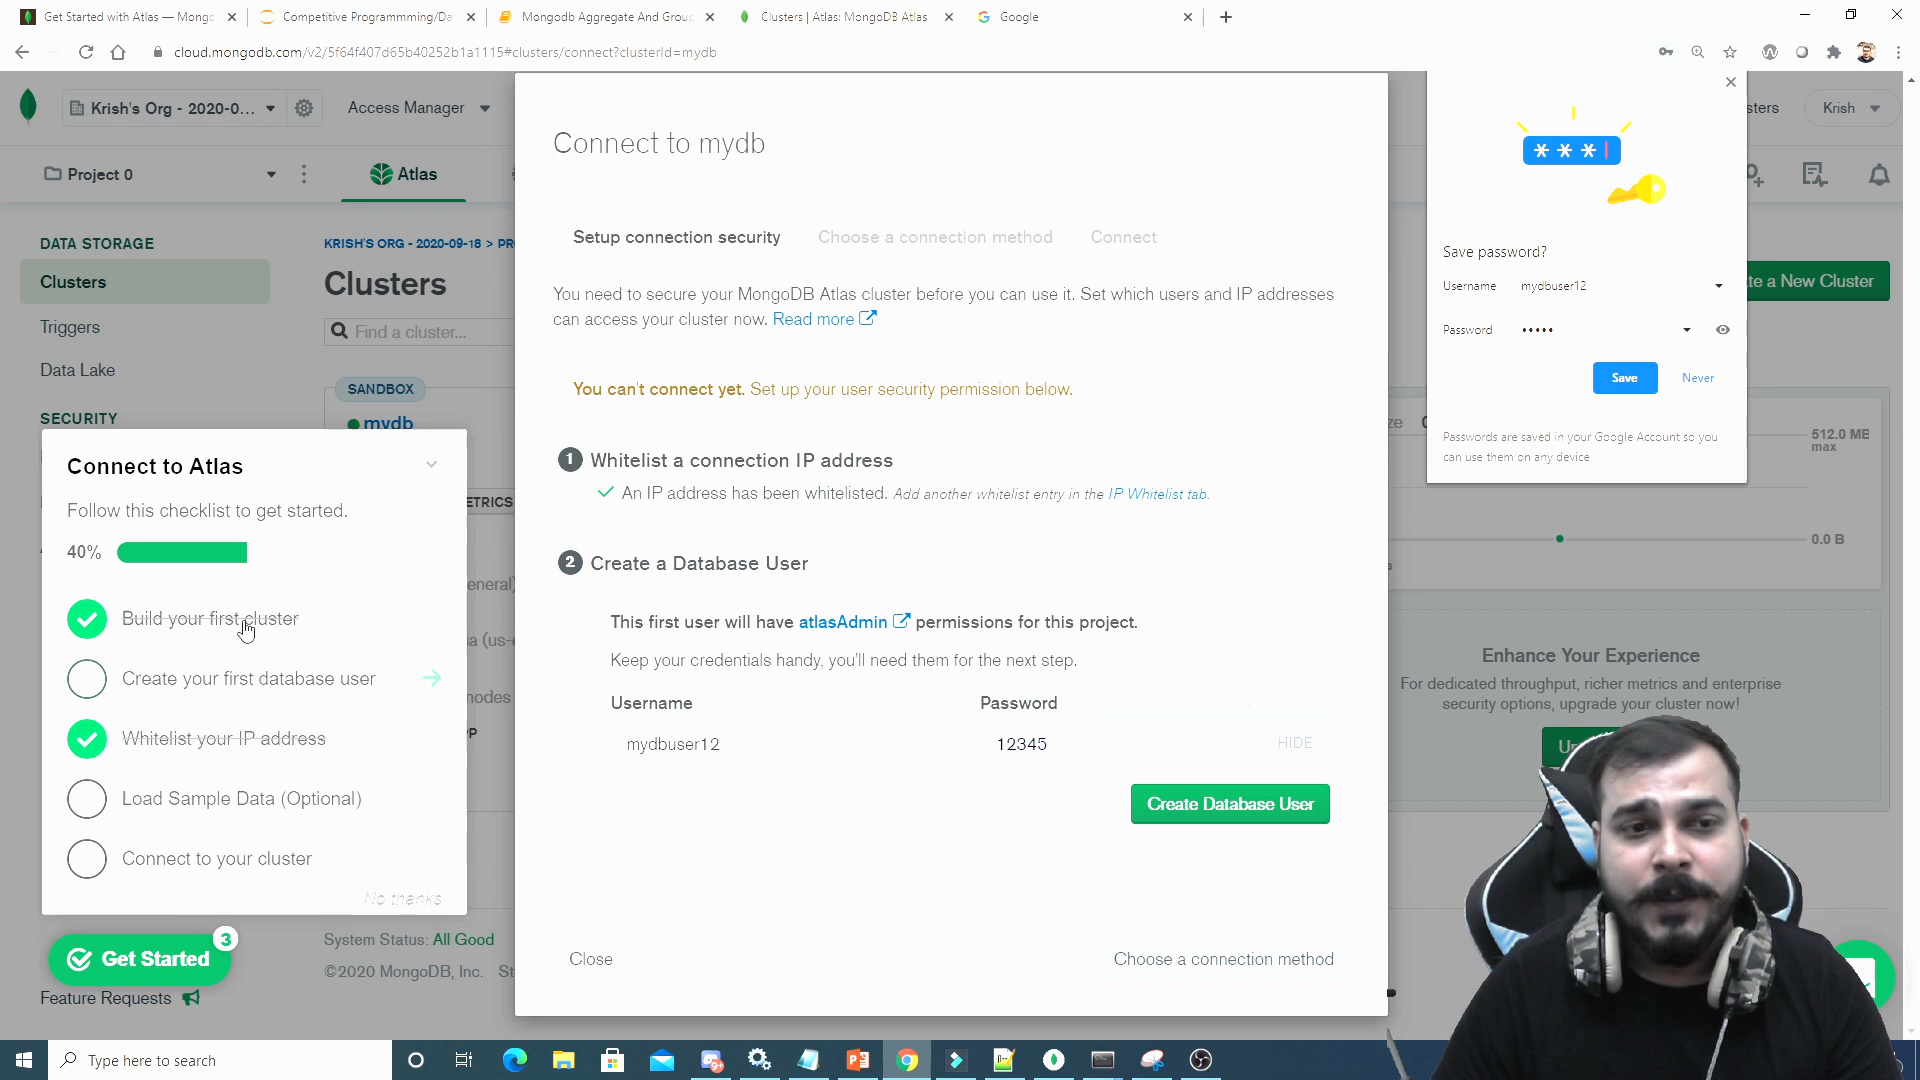 Get Started with Atlas — Mong
Competitive Programmming/Da
Mongodb Aggregate And Grou
Clusters | Atlas: MongoDB Atlas
Google
cloud.mongodb.com/v2/5f64f407d65b40252b1a1115#clusters/connect?clusterId=mydb
Krish's Org - 2020-0...
Access Manager
sters
Krish
Project 0
Atlas
DATA STORAGE
Clusters
Triggers
Data Lake
SECURITY
KRISH'S ORG - 2020-09-18 > PR
Clusters
Find a cluster...
SANDBOX
mydb
te a New Cluster
Connect to mydb
Setup connection security
Choose a connection method
Connect
You need to secure your MongoDB Atlas cluster before you can use it. Set which users and IP addresses
can access your cluster now. Read more
You can't connect yet. Set up your user security permission below.
1 Whitelist a connection IP address
An IP address has been whitelisted. Add another whitelist entry in the IP Whitelist tab.
2 Create a Database User
This first user will have atlasAdmin permissions for this project.
Keep your credentials handy, you'll need them for the next step.
Username
Password
mydbuser12
12345
HIDE
Create Database User
Close
Choose a connection method
***
Save password?
Username mydbuser12
Password •••••
Save
Never
Passwords are saved in your Google Account so you
can use them on any device
512.0 MB
max
0.0 B
Enhance Your Experience
For dedicated throughput, richer metrics and enterprise
security options, upgrade your cluster now!
Connect to Atlas
Follow this checklist to get started.
40%
Build your first cluster
Create your first database user
Whitelist your IP address
Load Sample Data (Optional)
Connect to your cluster
No thanks
ETRICS
eneral)
ia (us-
nodes
Get Started
3
System Status: All Good
©2020 MongoDB, Inc. St
Feature Requests
Type here to search